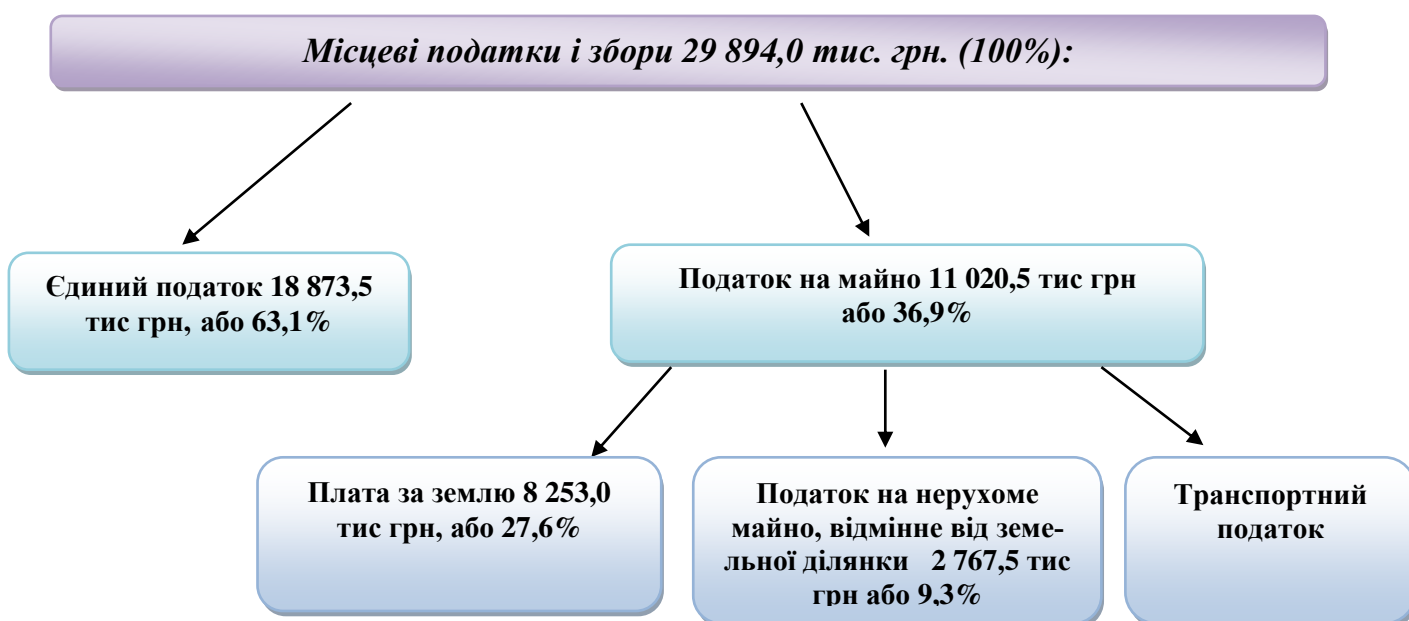 Місцеві податки і збори 29 894,0 тис. грн. (100%):
Єдиний податок 18 873,5
тис грн, або 63,1%
Податок на майно 11 020,5 тис грн
або 36,9%
Плата за землю 8 253,0
тис грн, або 27,6%
Податок на нерухоме
майно, відмінне від земе-
льної ділянки 2 767,5 тис
грн або 9,3%
Транспортний
податок